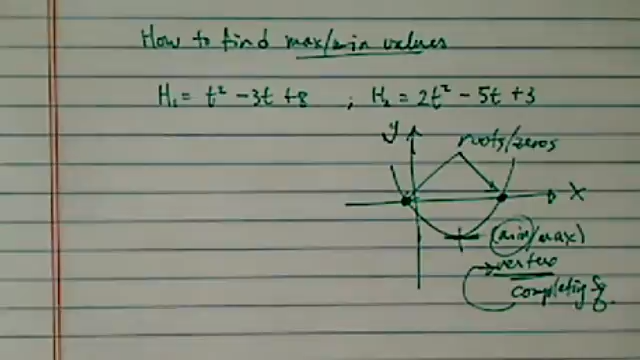 How to find max/min values
H₁ = t² - 3t + 8 ; H₂ = 2t² - 5t + 3
y
roots/zeros
x
(min/max)
vertex
completing Sq.